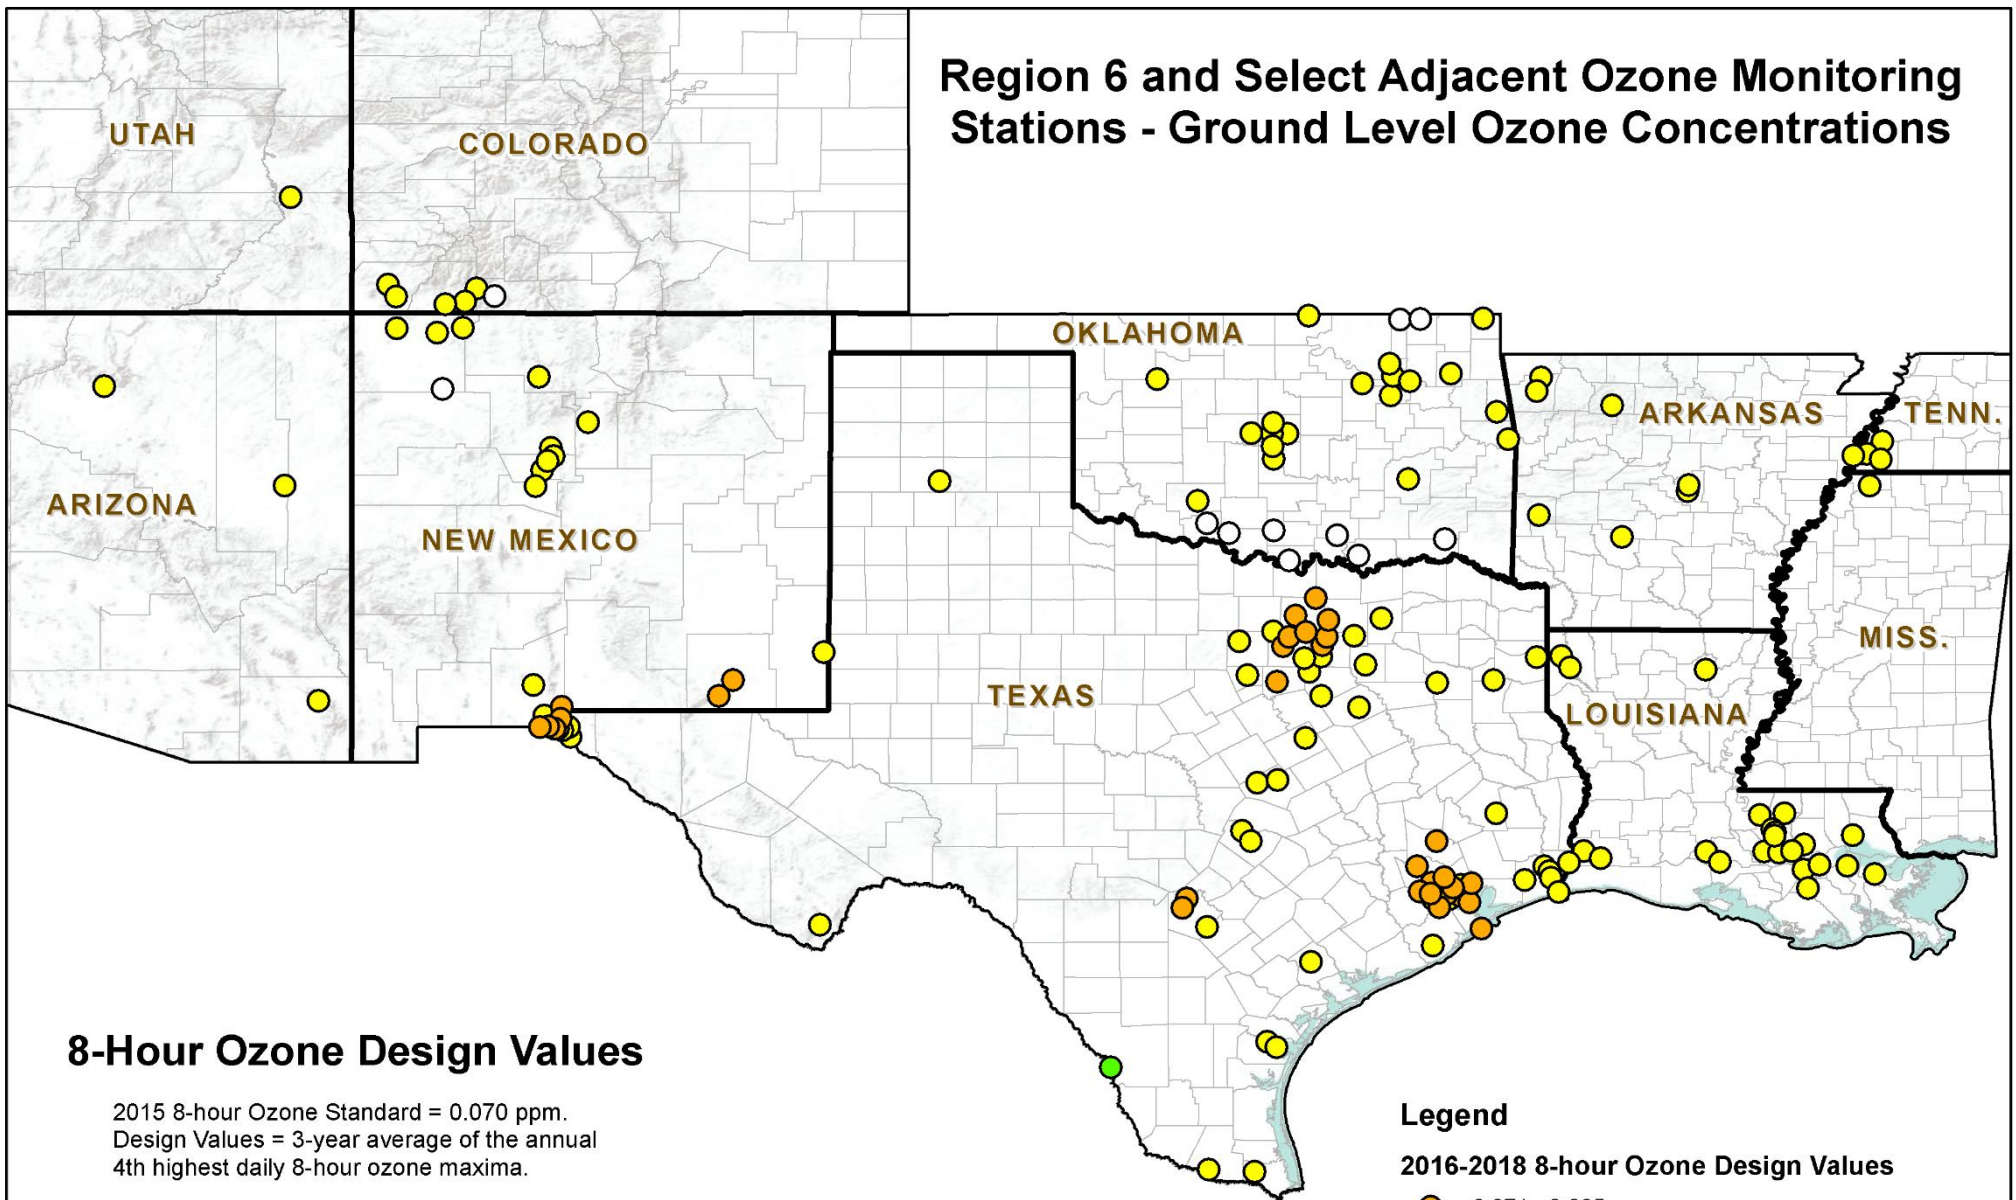 Region 6 and Select Adjacent Ozone Monitoring
Stations - Ground Level Ozone Concentrations
UTAH
COLORADO
OKLAHOMA
ARKANSAS
TENN.
ARIZONA
NEW MEXICO
MISS.
TEXAS
LOUISIANA
8-Hour Ozone Design Values
2015 8-hour Ozone Standard = 0.070 ppm.
Design Values = 3-year average of the annual
4th highest daily 8-hour ozone maxima.
Legend
2016-2018 8-hour Ozone Design Values